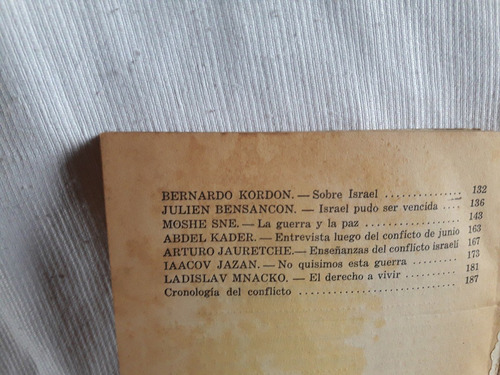 BERNARDO KORDON. — Sobre Israel ............... 132
JULIEN BENSANCON. — Israel pudo ser vencida .... 136
MOSHE SNE. — La guerra y la paz ............... 143
ABDEL KADER. — Entrevista luego del conficto de junio 163
ARTURO JAURETCHE. — Enseñanzas del conflicto israelí 167
IAACOV JAZAN. — No quisimos esta guerra ......... 173
LADISLAV MNACKO. — El derecho a vivir ........... 181
Cronología del conflicto ........................ 187